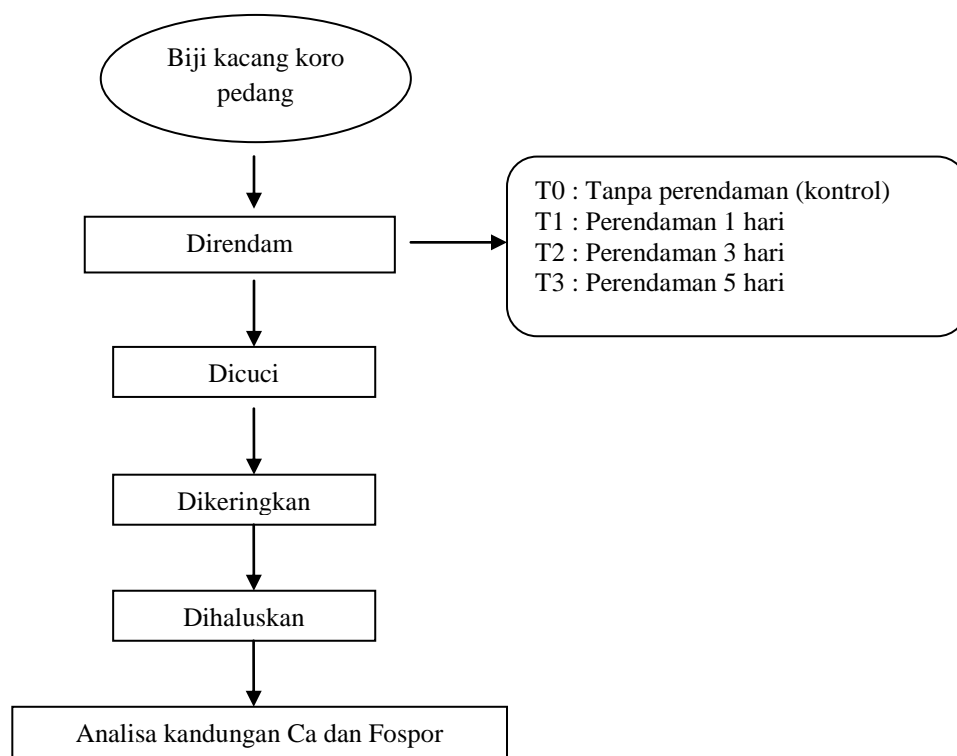 Biji kacang koro
pedang
Direndam
T0 : Tanpa perendaman (kontrol)
T1 : Perendaman 1 hari
T2 : Perendaman 3 hari
T3 : Perendaman 5 hari
Dicuci
Dikeringkan
Dihaluskan
Analisa kandungan Ca dan Fospor